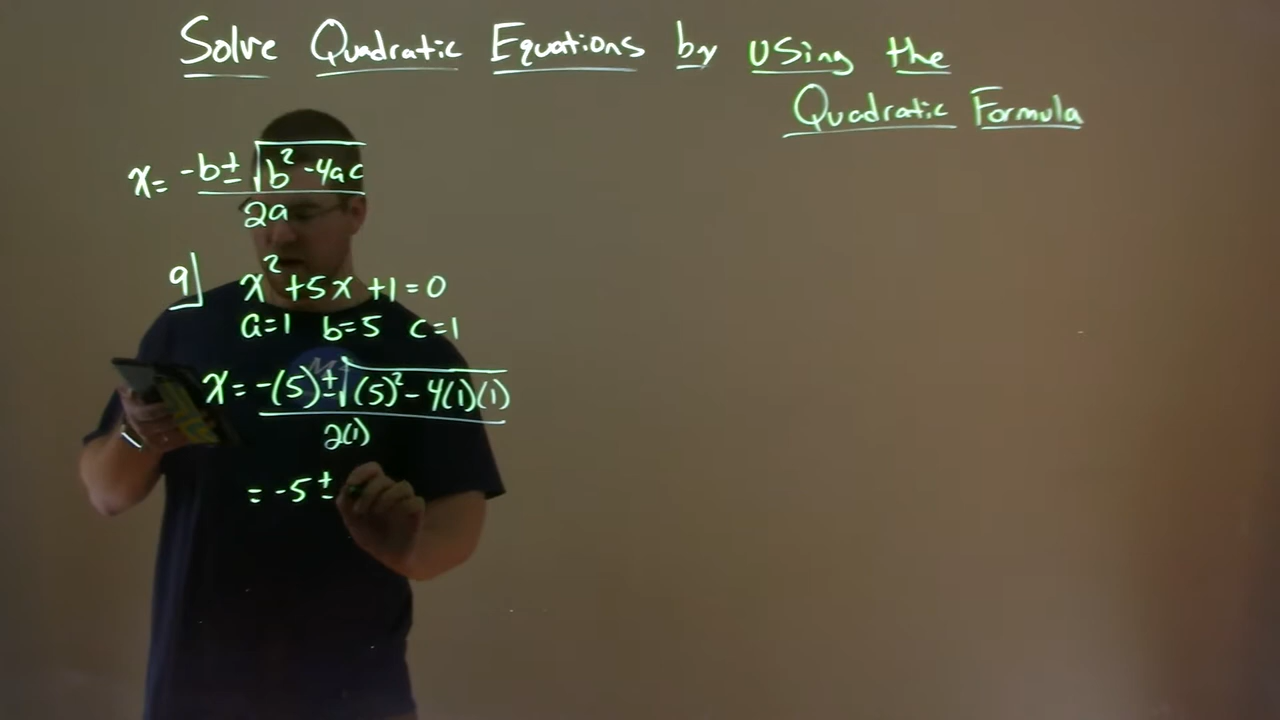 Solve Quadratic Equations by Using the
Quadratic Formula
x = -b ± √b² - 4ac
2a
9] x² + 5x + 1 = 0
a=1 b=5 c=1
x = -(5) ± √(5)² - 4(1)(1)
2(1)
= -5 ±